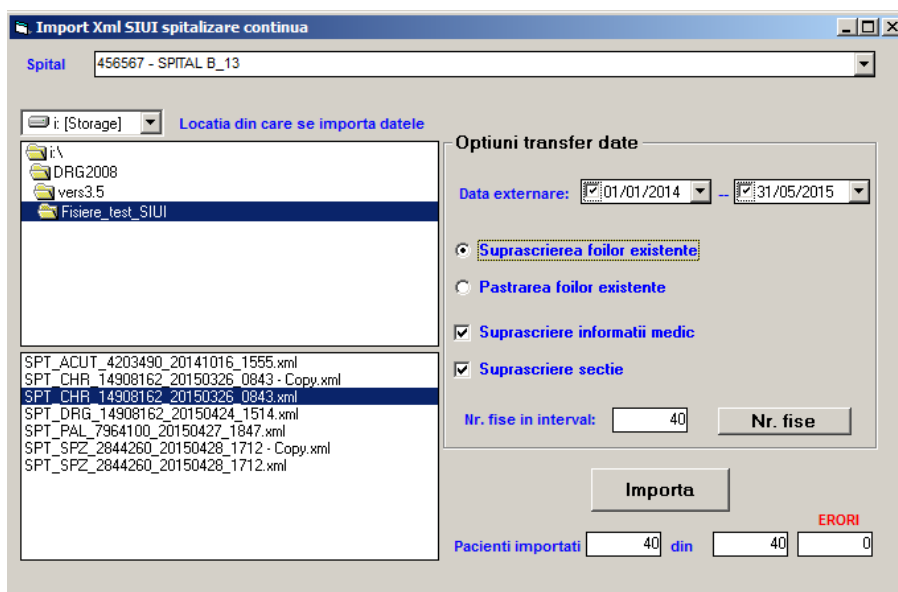 Import Xml SIUI spitalizare continua
Spital 456567 - SPITAL B_13
i: [Storage] Locatia din care se importa datele
i:\
DRG2008
vers3.5
Fisiere_test_SIUI
SPT_ACUT_4203490_20141016_1555.xml
SPT_CHR_14908162_20150326_0843 - Copy.xml
SPT_CHR_14908162_20150326_0843.xml
SPT_DRG_14908162_20150424_1514.xml
SPT_PAL_7964100_20150427_1847.xml
SPT_SPZ_2844260_20150428_1712 - Copy.xml
SPT_SPZ_2844260_20150428_1712.xml
Optiuni transfer date
Data externare: 01/01/2014 -- 31/05/2015
Suprascrierea foilor existente
Pastrarea foilor existente
Suprascriere informatii medic
Suprascriere sectie
Nr. fise in interval: 40 Nr. fise
Importa
ERORI
Pacienti importati 40 din 40 0